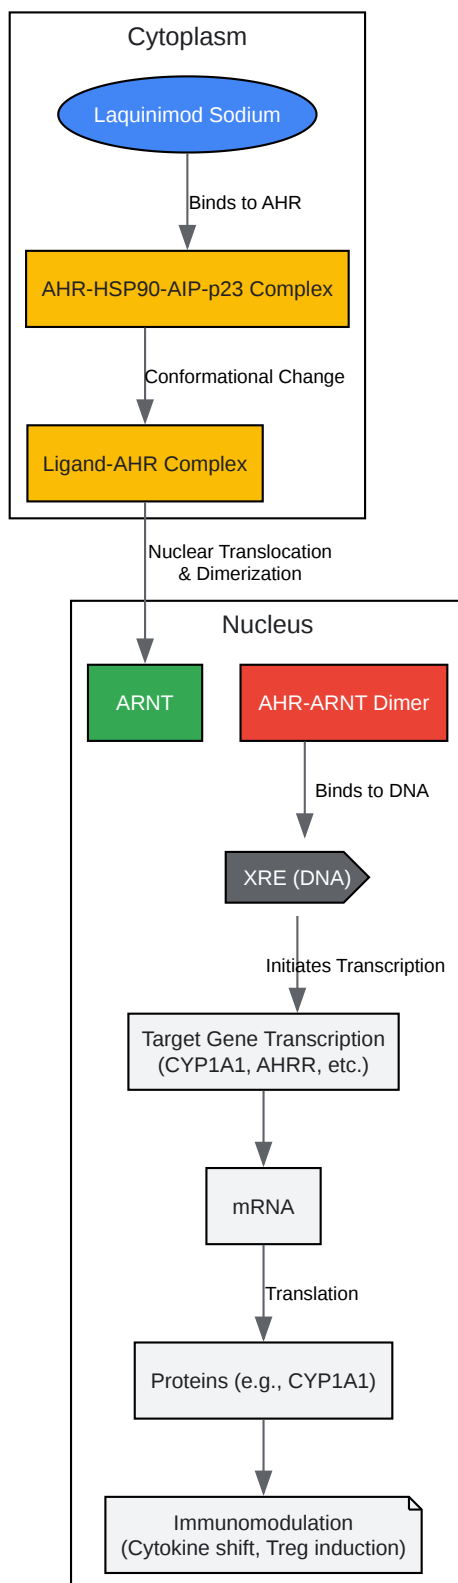 Cytoplasm
Laquinimod Sodium
Binds to AHR
AHR-HSP90-AIP-p23 Complex
Conformational Change
Ligand-AHR Complex
Nuclear Translocation
& Dimerization
Nucleus
ARNT
AHR-ARNT Dimer
Binds to DNA
XRE (DNA)
Initiates Transcription
Target Gene Transcription
(CYP1A1, AHRR, etc.)
mRNA
Translation
Proteins (e.g., CYP1A1)
Immunomodulation
(Cytokine shift, Treg induction)